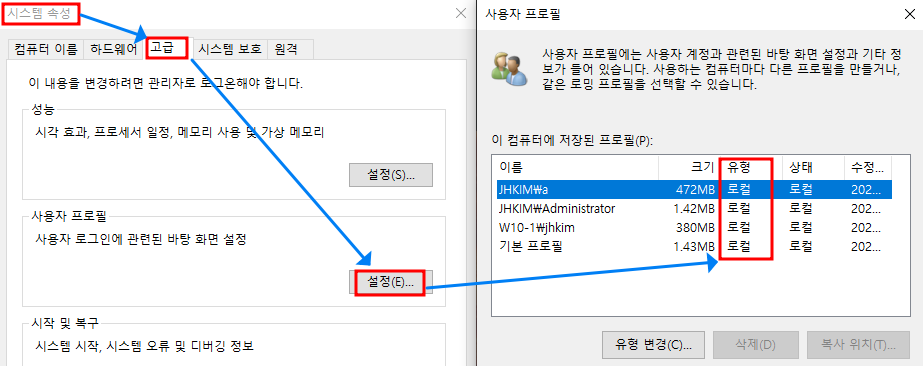 시스템 속성
컴퓨터 이름
하드웨어
고급
시스템 보호
원격
이 내용을 변경하려면 관리자로 로그온해야 합니다.
성능
시각 효과, 프로세서 일정, 메모리 사용 및 가상 메모리
설정(S)...
사용자 프로필
사용자 로그인에 관련된 바탕 화면 설정
설정(E)...
시작 및 복구
시스템 시작, 시스템 오류 및 디버깅 정보
사용자 프로필
사용자 프로필에는 사용자 계정과 관련된 바탕 화면 설정과 기타 정
보가 들어 있습니다. 사용하는 컴퓨터마다 다른 프로필을 만들거나,
같은 로밍 프로필을 선택할 수 있습니다.
이 컴퓨터에 저장된 프로필(P):
이름 크기 유형 상태 수정...
JHKIM₩a 472MB 로컬 로컬 202...
JHKIM₩Administrator 1.42MB 로컬 로컬 202...
W10-1₩jhkim 380MB 로컬 로컬 202...
기본 프로필 1.43MB 로컬 로컬 202...
유형 변경(C)...
삭제(D)
복사 위치(T)...